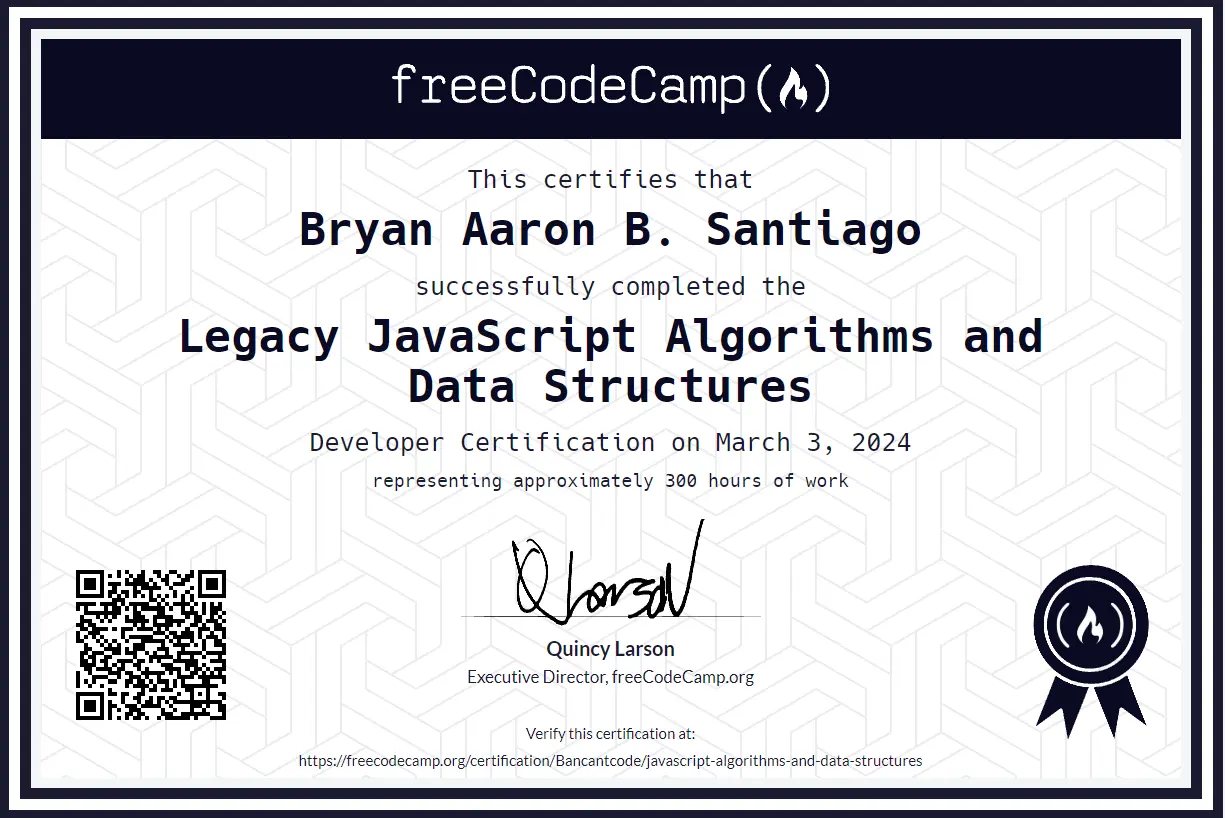 freeCodeCamp
This certifies that
Bryan Aaron B. Santiago
successfully completed the
Legacy JavaScript Algorithms and
Data Structures
Developer Certification on March 3, 2024
representing approximately 300 hours of work
Quincy Larson
Executive Director, freeCodeCamp.org
Verify this certification at:
https://freecodecamp.org/certification/Bancantcode/javascript-algorithms-and-data-structures